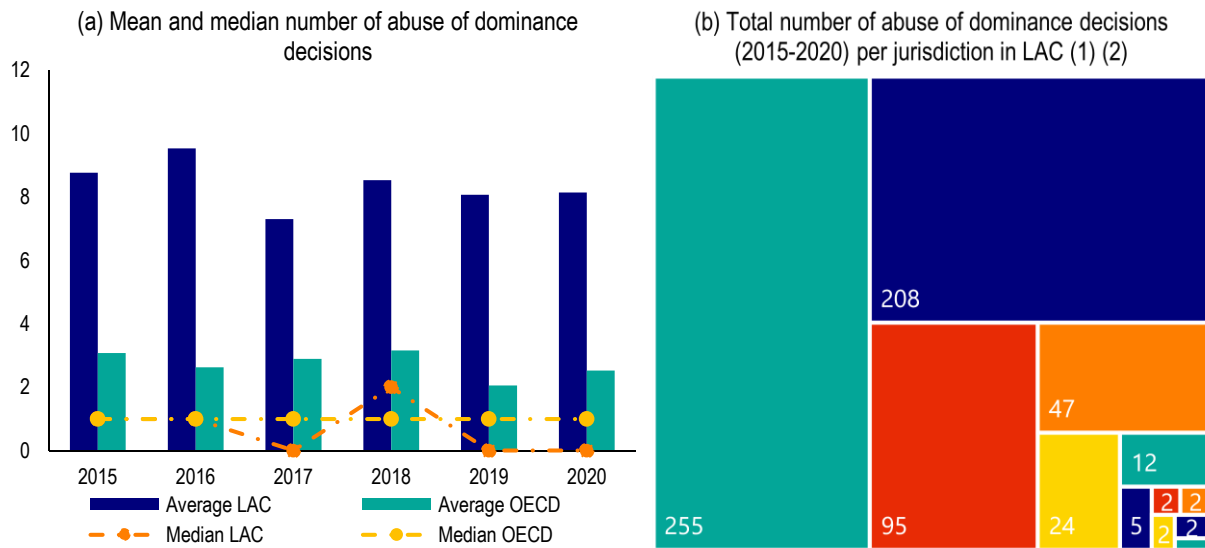 (a) Mean and median number of abuse of dominance
decisions
12
10
8
6
4
2
0
2015 2016 2017 2018 2019 2020
Average LAC Average OECD
Median LAC Median OECD
(b) Total number of abuse of dominance decisions
(2015-2020) per jurisdiction in LAC (1) (2)
255
208
95
47
24
12
5
2
2
2
2